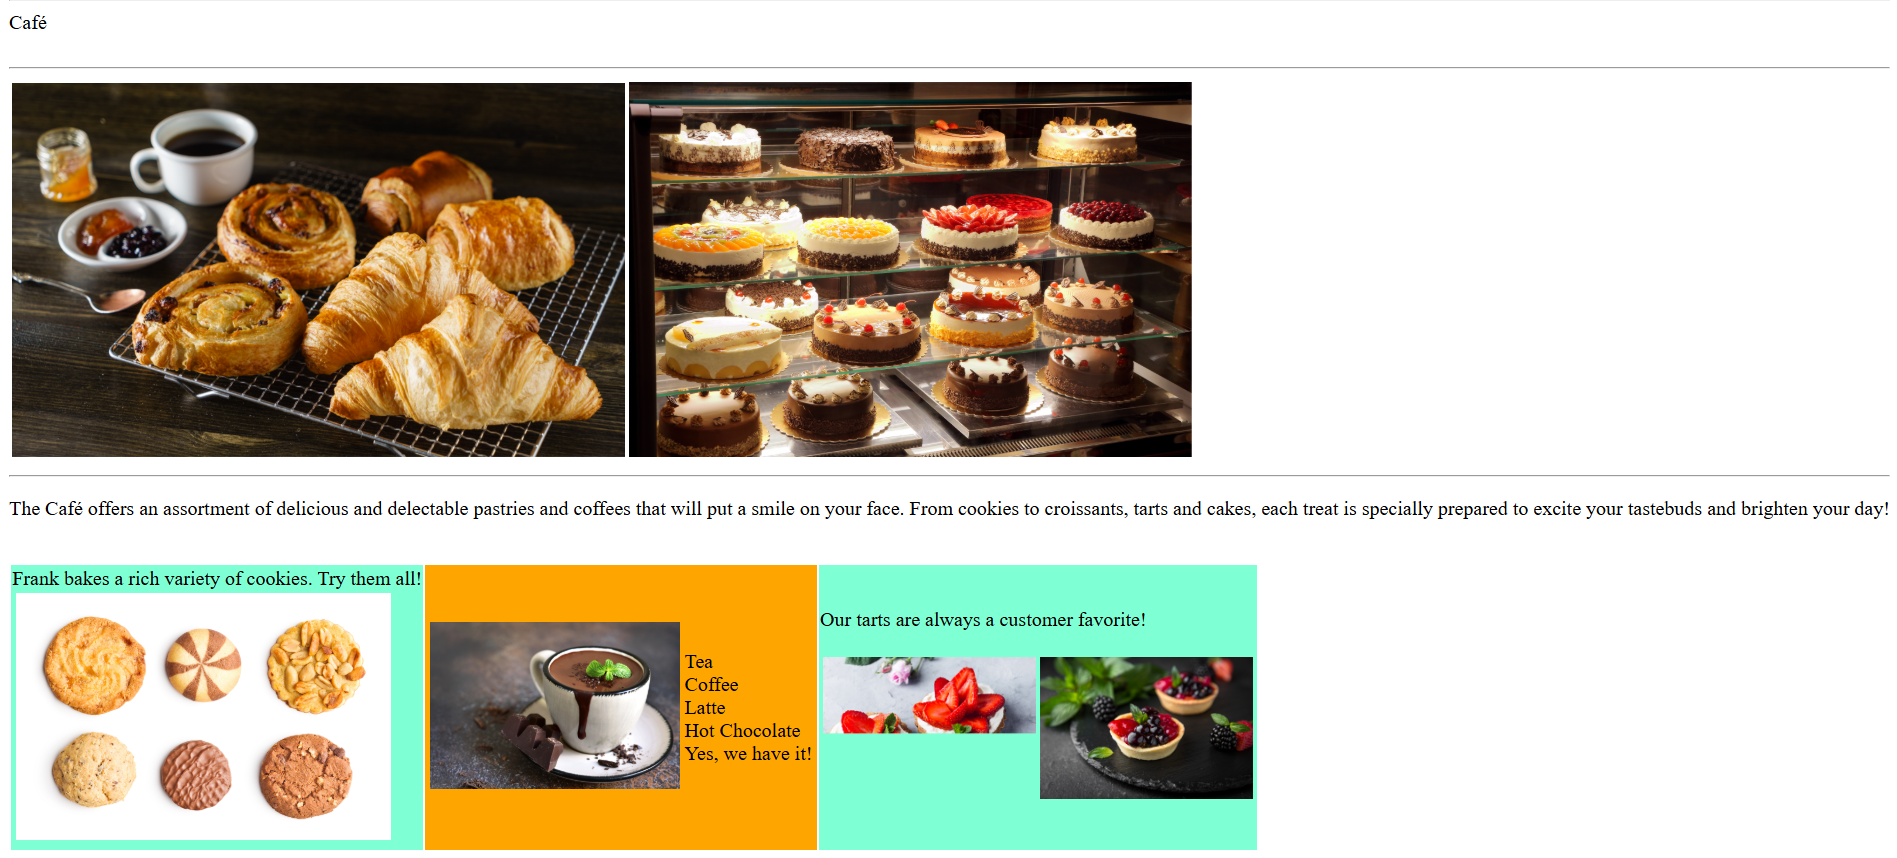 Café
The Café offers an assortment of delicious and delectable pastries and coffees that will put a smile on your face. From cookies to croissants, tarts and cakes, each treat is specially prepared to excite your tastebuds and brighten your day!
Frank bakes a rich variety of cookies. Try them all!
Tea
Coffee
Latte
Hot Chocolate
Yes, we have it!
Our tarts are always a customer favorite!